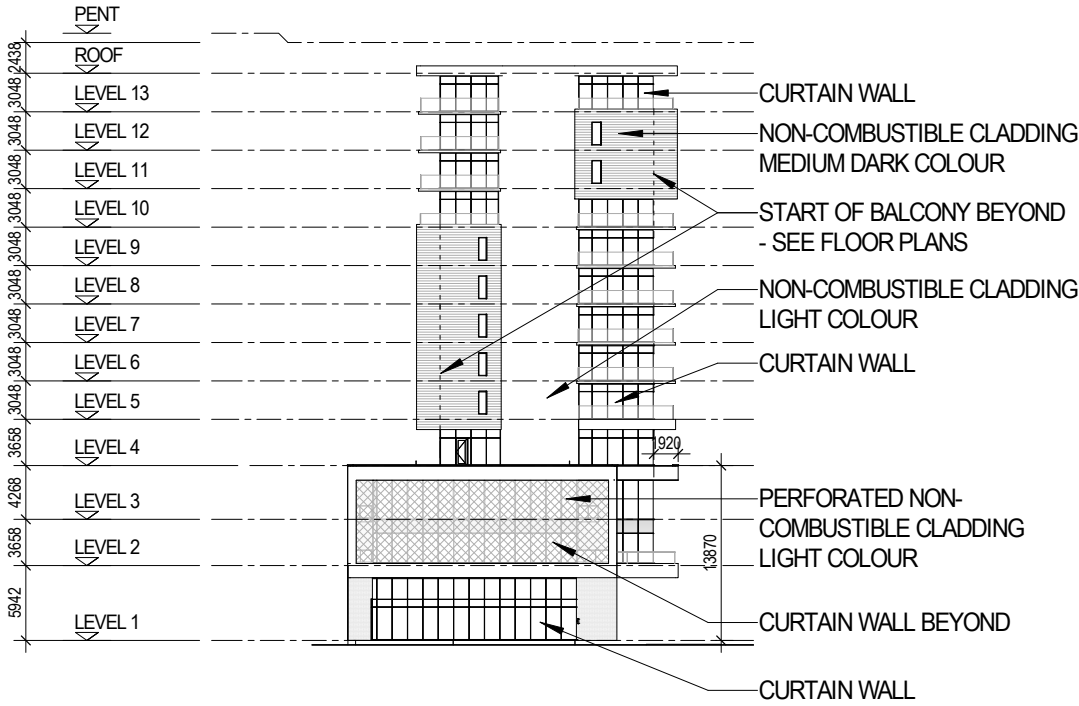 PENT
2438
ROOF
3048
LEVEL 13
3048
LEVEL 12
3048
LEVEL 11
3048
LEVEL 10
3048
LEVEL 9
3048
LEVEL 8
3048
LEVEL 7
3048
LEVEL 6
3048
LEVEL 5
3658
LEVEL 4
4268
LEVEL 3
3658
LEVEL 2
5942
LEVEL 1
1920
13870
CURTAIN WALL
NON-COMBUSTIBLE CLADDING
MEDIUM DARK COLOUR
START OF BALCONY BEYOND
- SEE FLOOR PLANS
NON-COMBUSTIBLE CLADDING
LIGHT COLOUR
CURTAIN WALL
PERFORATED NON-
COMBUSTIBLE CLADDING
LIGHT COLOUR
CURTAIN WALL BEYOND
CURTAIN WALL